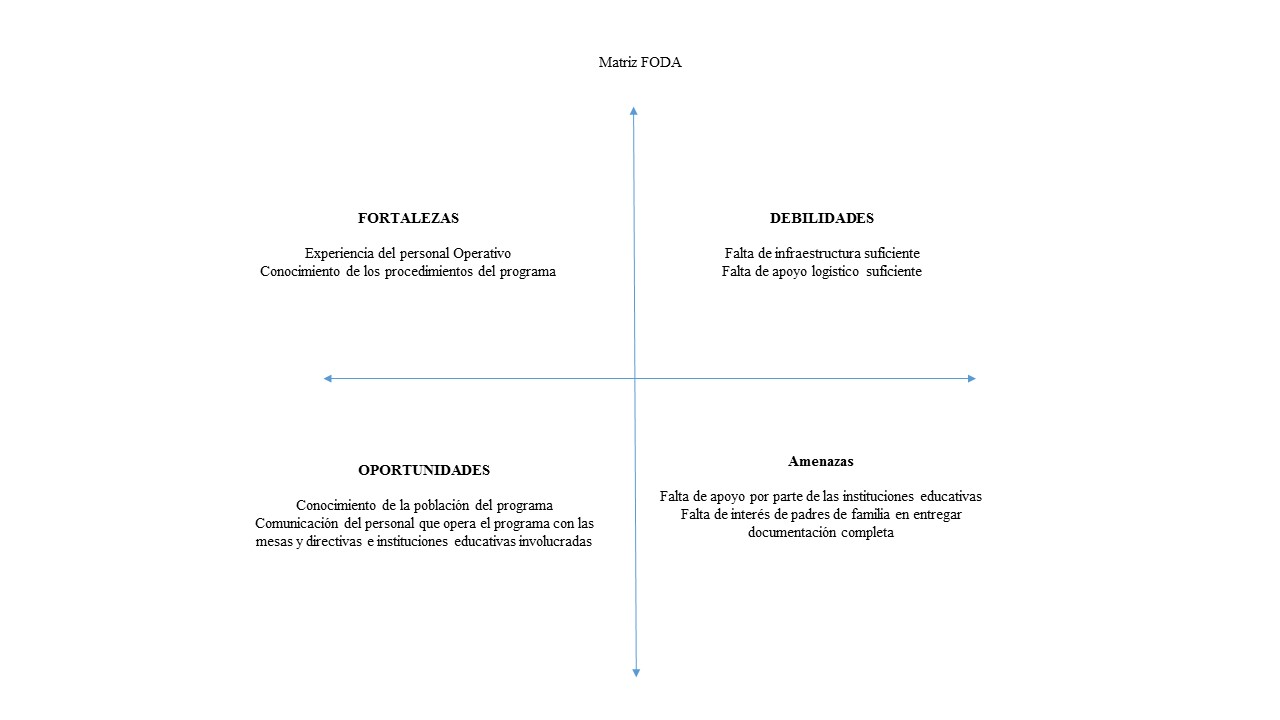 Matriz FODA
FORTALEZAS
Experiencia del personal Operativo
Conocimiento de los procedimientos del programa
DEBILIDADES
Falta de infraestructura suficiente
Falta de apoyo logistico suficiente
OPORTUNIDADES
Conocimiento de la población del programa
Comunicación del personal que opera el programa con las
mesas y directivas e instituciones educativas involucradas
Amenazas
Falta de apoyo por parte de las instituciones educativas
Falta de interés de padres de familia en entregar
documentación completa